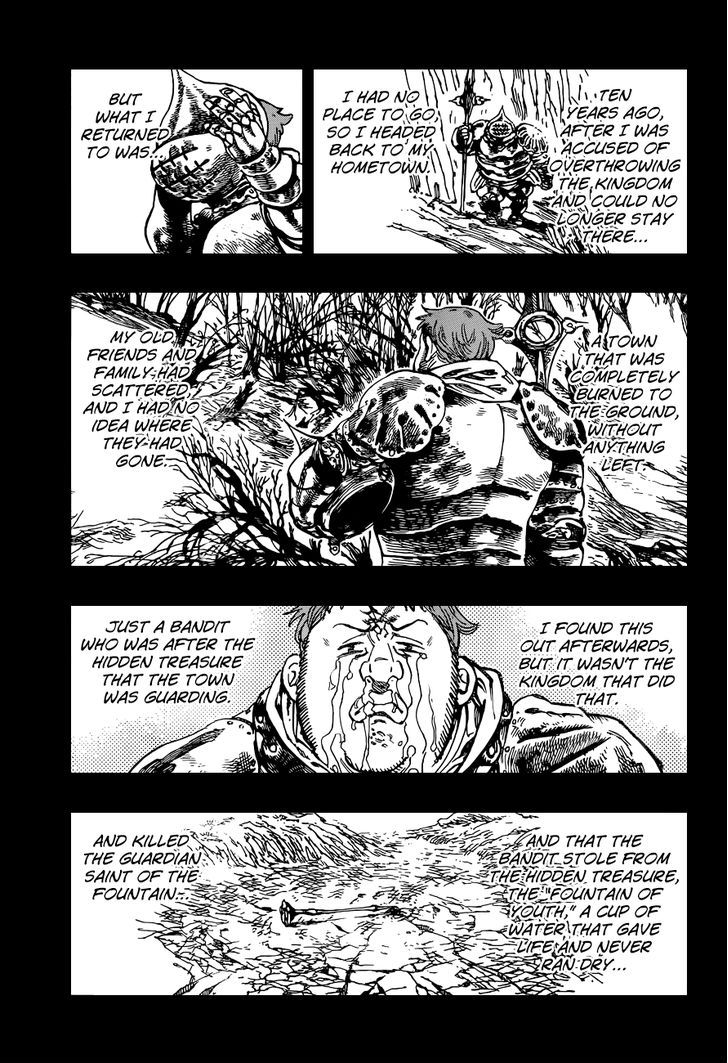 TEN
YEARS AGO,
AFTER I WAS
ACCUSED OF
OVERTHROWING
THE KINGDOM
AND COULD NO
LONGER STAY
THERE...
I HAD NO
PLACE TO GO,
SO I HEADED
BACK TO MY
HOMETOWN.
BUT
WHAT I
RETURNED
TO WAS...
A TOWN
THAT WAS
COMPLETELY
BURNED TO
THE GROUND,
WITHOUT
ANYTHING
LEFT.
MY OLD
FRIENDS AND
FAMILY HAD
SCATTERED,
AND I HAD NO
IDEA WHERE
THEY HAD
GONE.
I FOUND THIS
OUT AFTERWARDS,
BUT IT WASN'T THE
KINGDOM THAT DID
THAT.
JUST A BANDIT
WHO WAS AFTER THE
HIDDEN TREASURE
THAT THE TOWN
WAS GUARDING.
AND THAT THE
BANDIT STOLE FROM
THE HIDDEN TREASURE,
THE "FOUNTAIN OF
YOUTH," A CUP OF
WATER THAT GAVE
LIFE AND NEVER
RAN DRY...
AND KILLED
THE GUARDIAN
SAINT OF THE
FOUNTAIN...